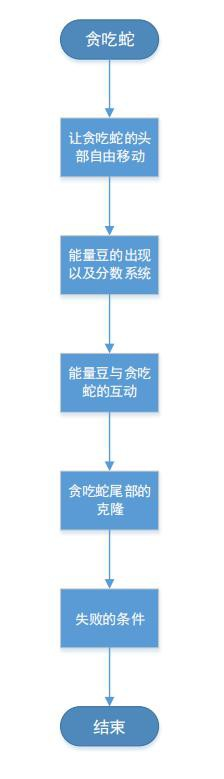 贪吃蛇
让贪吃蛇的头
部自由移动
能量豆的出现
以及分数系统
能量豆与贪吃
蛇的互动
贪吃蛇尾部的
克隆
失败的条件
结束